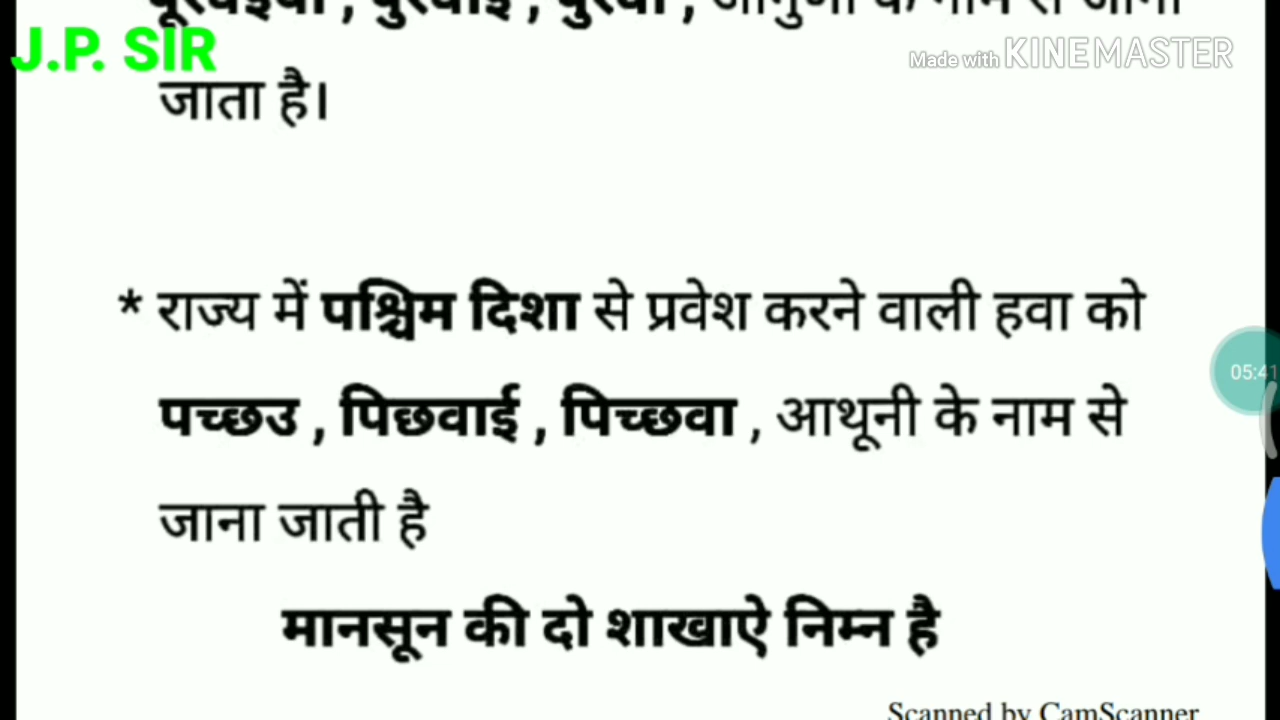 J.P. SIR
Made with KINEMASTER
जाता है।
* राज्य में पश्चिम दिशा से प्रवेश करने वाली हवा को
05:41
पच्छउ , पिछवाई , पिच्छवा , आथूनी के नाम से
जाना जाती है
मानसून की दो शाखाऐ निम्न है
Scanned by CamScanner